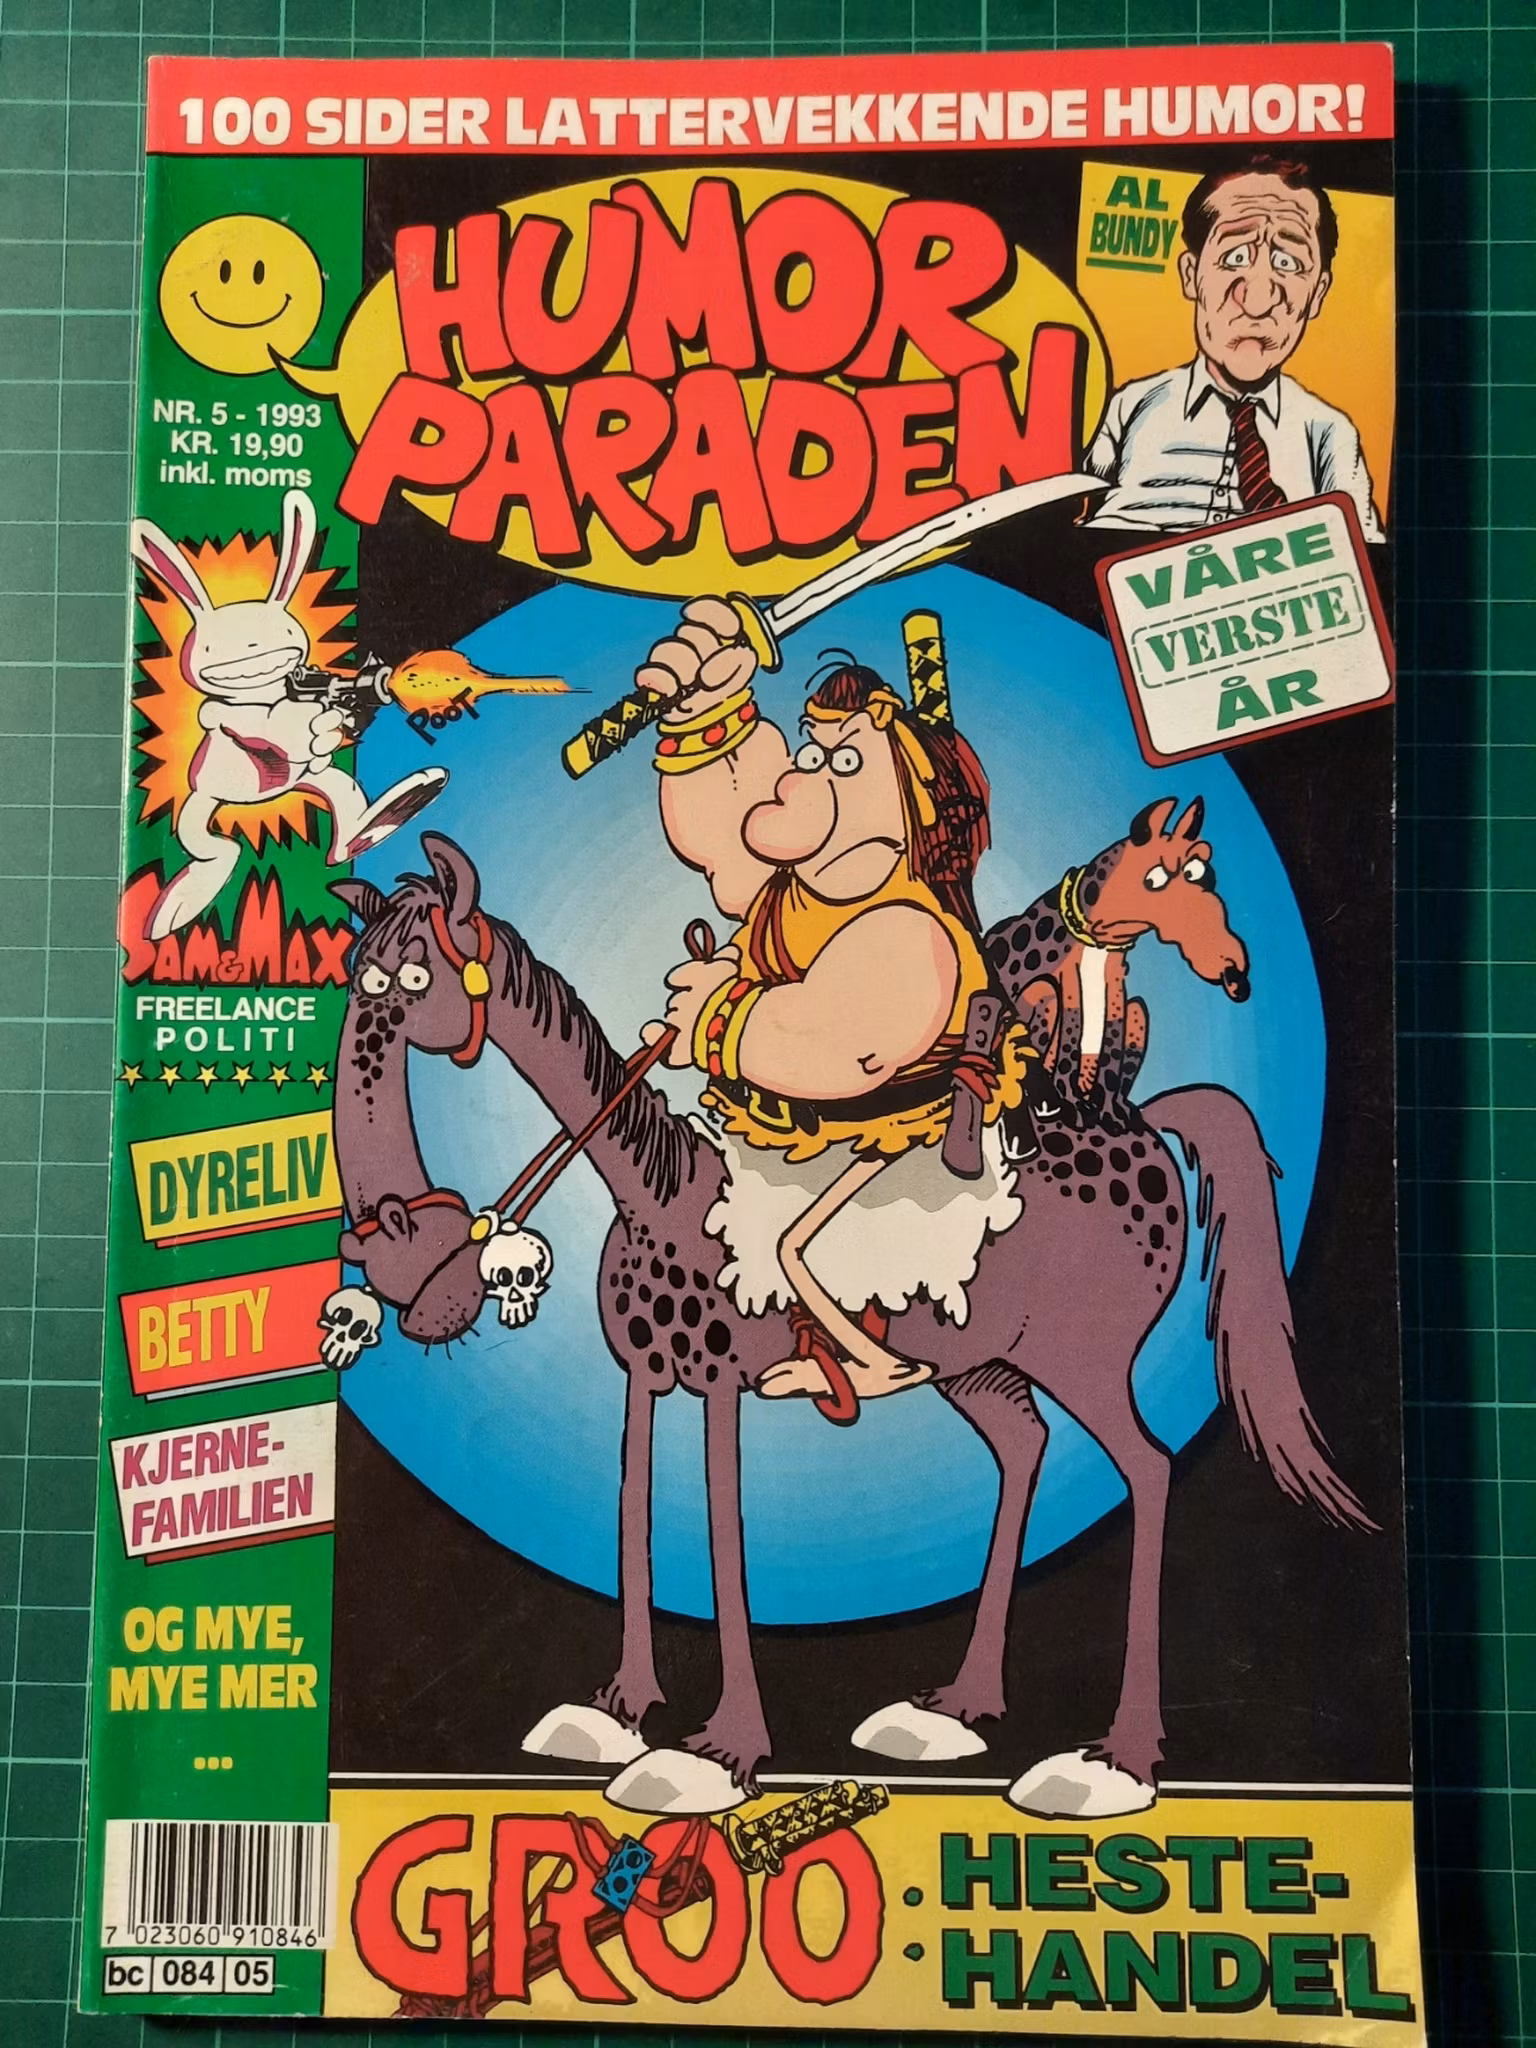 100 SIDER LATTERVEKKENDE HUMOR!
HUMOR
PARADEN
AL
BUNDY
VÅRE
VERSTE
ÅR
NR. 5 - 1993
KR. 19,90
inkl. moms
POOT
SAM & MAX
FREELANCE
POLITI
DYRELIV
BETTY
KJERNE-
FAMILIEN
OG MYE,
MYE MER
...
GROO: HESTE-
HANDEL
7 023060 910846
bc 084 05